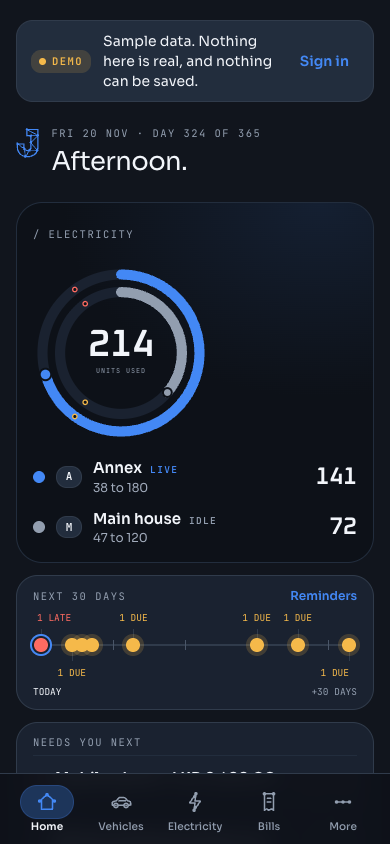 DEMO
Sample data. Nothing
here is real, and nothing
can be saved.
Sign in
FRI 20 NOV · DAY 324 OF 365
Afternoon.
/ ELECTRICITY
214
UNITS USED
A
Annex LIVE
38 to 180
141
M
Main house IDLE
47 to 120
72
NEXT 30 DAYS
Reminders
1 LATE 1 DUE 1 DUE 1 DUE
1 DUE 1 DUE
TODAY +30 DAYS
NEEDS YOU NEXT
Home Vehicles Electricity Bills More